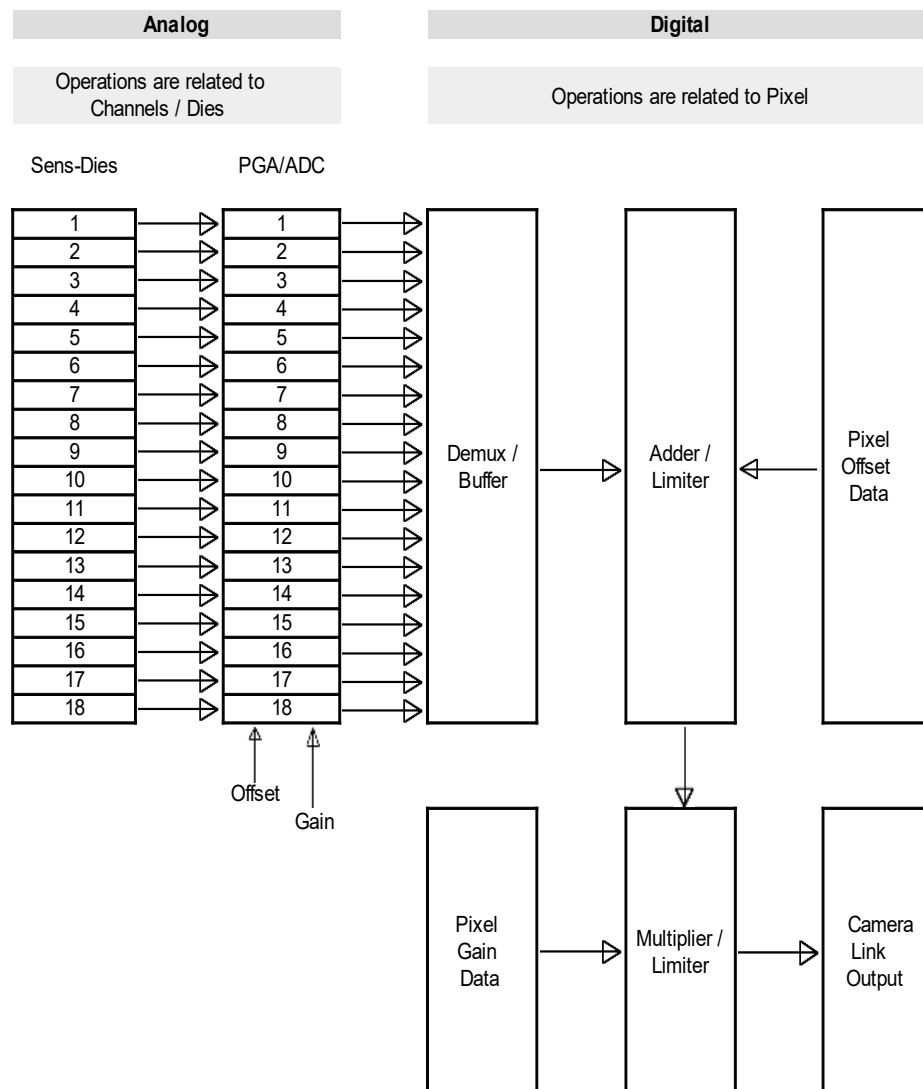 Analog
Digital
Operations are related to
Channels / Dies
Operations are related to Pixel
Sens-Dies
PGA/ADC
1
2
3
4
5
6
7
8
9
10
11
12
13
14
15
16
17
18
1
2
3
4
5
6
7
8
9
10
11
12
13
14
15
16
17
18
Offset
Gain
Demux /
Buffer
Adder /
Limiter
Pixel
Offset
Data
Pixel
Gain
Data
Multiplier /
Limiter
Camera
Link
Output